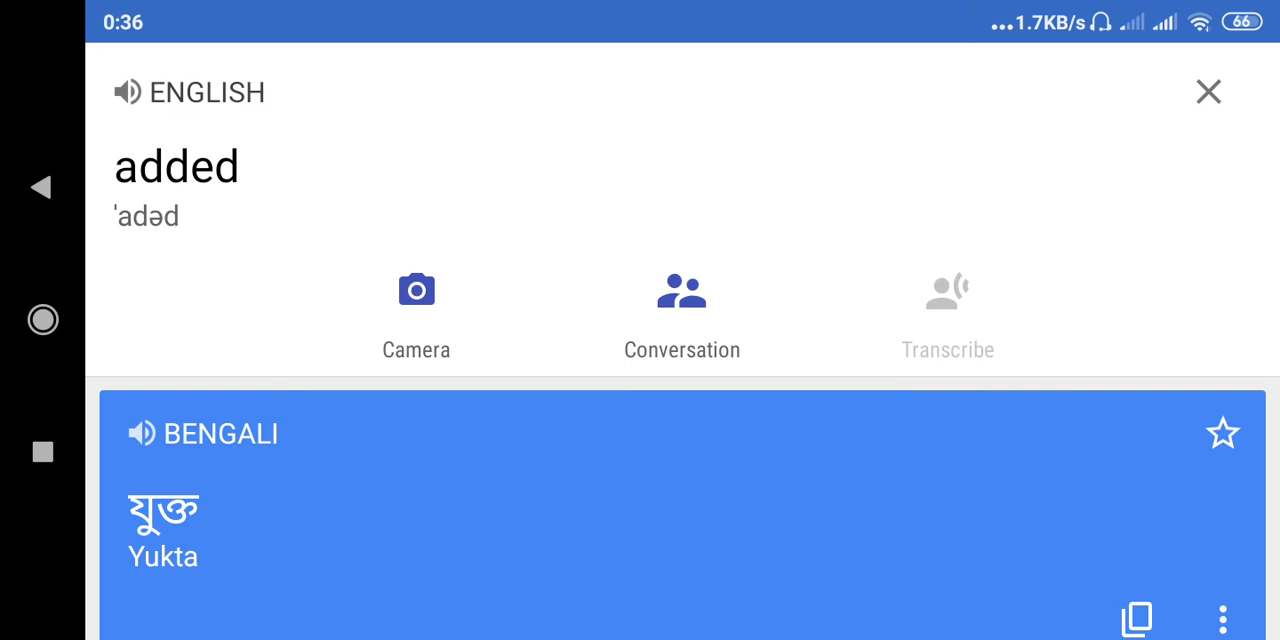 0:36
...1.7KB/s 66
ENGLISH
added
ˈadəd
Camera Conversation Transcribe
BENGALI
যুক্ত
Yukta